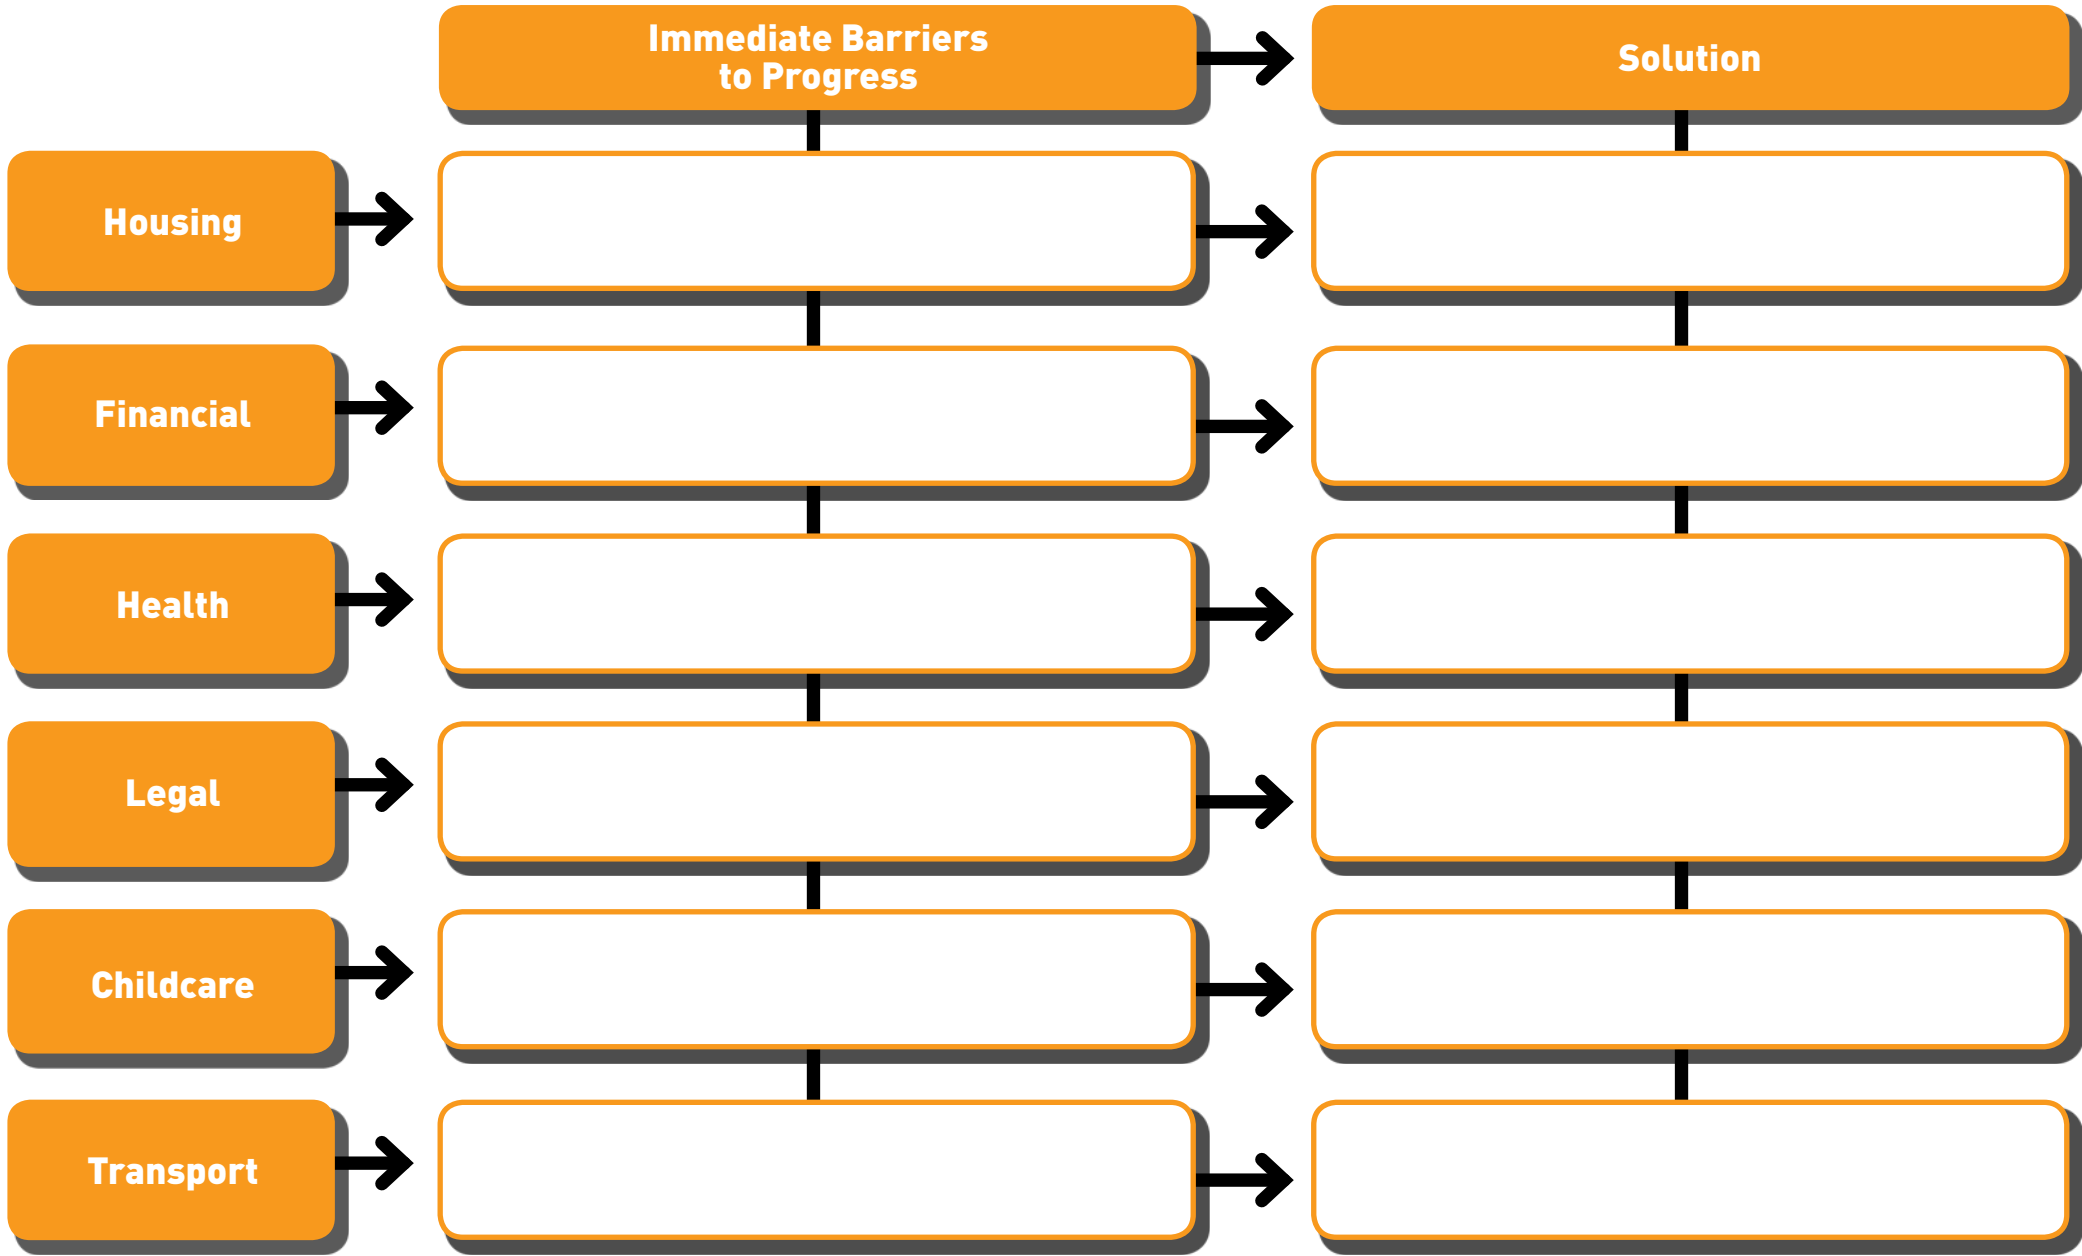 Immediate Barriers
to Progress
Solution
Housing
Financial
Health
Legal
Childcare
Transport